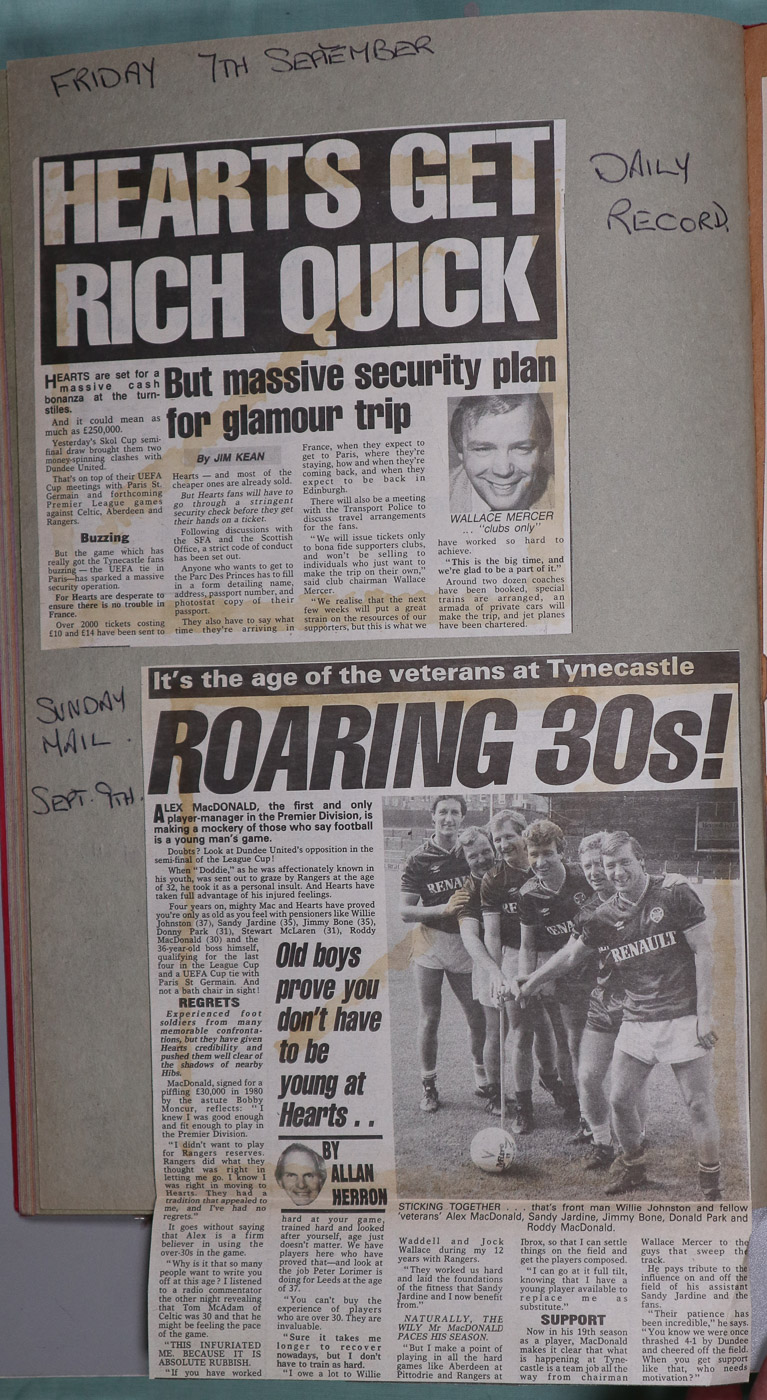 FRIDAY 7TH SEPTEMBER
DAILY
RECORD.
HEARTS GET
RICH QUICK
But massive security plan
for glamour trip
HEARTS are set for a
massive cash
bonanza at the turn-
stiles.
And it could mean as
much as £250,000.
Yesterday's Skol Cup semi-
final draw brought them two
money-spinning clashes with
Dundee United.
That's on top of their UEFA
Cup meetings with Paris St.
Germain and forthcoming
Premier League games
against Celtic, Aberdeen and
Rangers.
Buzzing
But the game which has
really got the Tynecastle fans
buzzing — the UEFA tie in
Paris—has sparked a massive
security operation.
For Hearts are desperate to
ensure there is no trouble in
France.
Over 2000 tickets costing
£10 and £14 have been sent to
By JIM KEAN
Hearts — and most of the
cheaper ones are already sold.
But Hearts fans will have to
go through a stringent
security check before they get
their hands on a ticket.
Following discussions with
the SFA and the Scottish
Office, a strict code of conduct
has been set out.
Anyone who wants to get to
the Parc Des Princes has to fill
in a form detailing name,
address, passport number, and
photostat copy of their
passport.
They also have to say what
time they're arriving in
France, when they expect to
get to Paris, where they're
staying, how and when they're
coming back, and when they
expect to be back in
Edinburgh.
There will also be a meeting
with the Transport Police to
discuss travel arrangements
for the fans.
"We will issue tickets only
to bona fide supporters clubs,
and won't be selling to
individuals who just want to
make the trip on their own,"
said club chairman Wallace
Mercer.
"We realise that the next
few weeks will put a great
strain on the resources of our
supporters, but this is what we
WALLACE MERCER
... "clubs only"
have worked so hard to
achieve.
"This is the big time, and
we're glad to be a part of it."
Around two dozen coaches
have been booked, special
trains are arranged, an
armada of private cars will
make the trip, and jet planes
have been chartered.
SUNDAY
MAIL.
SEPT. 9TH.
It's the age of the veterans at Tynecastle
ROARING 30s!
ALEX MacDONALD, the first and only
player-manager in the Premier Division, is
making a mockery of those who say football
is a young man's game.
Doubts? Look at Dundee United's opposition in the
semi-final of the League Cup!
When "Doddie," as he was affectionately known in
his youth, was sent out to graze by Rangers at the age
of 32, he took it as a personal insult. And Hearts have
taken full advantage of his injured feelings.
Four years on, mighty Mac and Hearts have proved
you're only as old as you feel with pensioners like Willie
Johnston (37), Sandy Jardine (35), Jimmy Bone (35),
Donny Park (31), Stewart McLaren (31), Roddy
MacDonald (30) and the
36-year-old boss himself,
qualifying for the last
four in the League Cup
and a UEFA Cup tie with
Paris St Germain. And
not a bath chair in sight!
REGRETS
Experienced foot
soldiers from many
memorable confronta-
tions, but they have given
Hearts credibility and
pushed them well clear of
the shadows of nearby
Hibs.
MacDonald, signed for a
piffling £30,000 in 1980
by the astute Bobby
Moncur, reflects: "I
knew I was good enough
and fit enough to play in
the Premier Division.
"I didn't want to play
for Rangers reserves.
Rangers did what they
thought was right in
letting me go. I know I
was right in moving to
Hearts. They had a
tradition that appealed to
me, and I've had no
regrets."
It goes without saying
that Alex is a firm
believer in using the
over-30s in the game.
"Why is it that so many
people want to write you
off at this age? I listened
to a radio commentator
the other night revealing
that Tom McAdam of
Celtic was 30 and that he
might be feeling the pace
of the game.
"THIS INFURIATED
ME. BECAUSE IT IS
ABSOLUTE RUBBISH.
"If you have worked
Old boys
prove you
don't have
to be
young at
Hearts . .
BY
ALLAN
HERRON
hard at your game,
trained hard and looked
after yourself, age just
doesn't matter. We have
players here who have
proved that—and look at
the job Peter Lorimer is
doing for Leeds at the age
of 37.
"You can't buy the
experience of players
who are over 30. They are
invaluable.
"Sure it takes me
longer to recover
nowadays, but I don't
have to train as hard.
"I owe a lot to Willie
RENAULT
STICKING TOGETHER . . . that's front man Willie Johnston and fellow
'veterans' Alex MacDonald, Sandy Jardine, Jimmy Bone, Donald Park and
Roddy MacDonald.
Waddell and Jock
Wallace during my 12
years with Rangers.
"They worked us hard
and laid the foundations
of the fitness that Sandy
Jardine and I now benefit
from."
NATURALLY, THE
WILY Mr MacDONALD
PACES HIS SEASON.
"But I make a point of
playing in all the hard
games like Aberdeen at
Pittodrie and Rangers at
Ibrox, so that I can settle
things on the field and
get the players composed.
"I can go at it full tilt,
knowing that I have a
young player available to
replace me as
substitute."
SUPPORT
Now in his 19th season
as a player, MacDonald
makes it clear that what
is happening at Tyne-
castle is a team job all the
way from chairman
Wallace Mercer to the
guys that sweep the
track.
He pays tribute to the
influence on and off the
field of his assistant
Sandy Jardine and the
fans.
"Their patience has
been incredible," he says.
"You know we were once
thrashed 4-1 by Dundee
and cheered off the field.
When you get support
like that, who needs
motivation?"